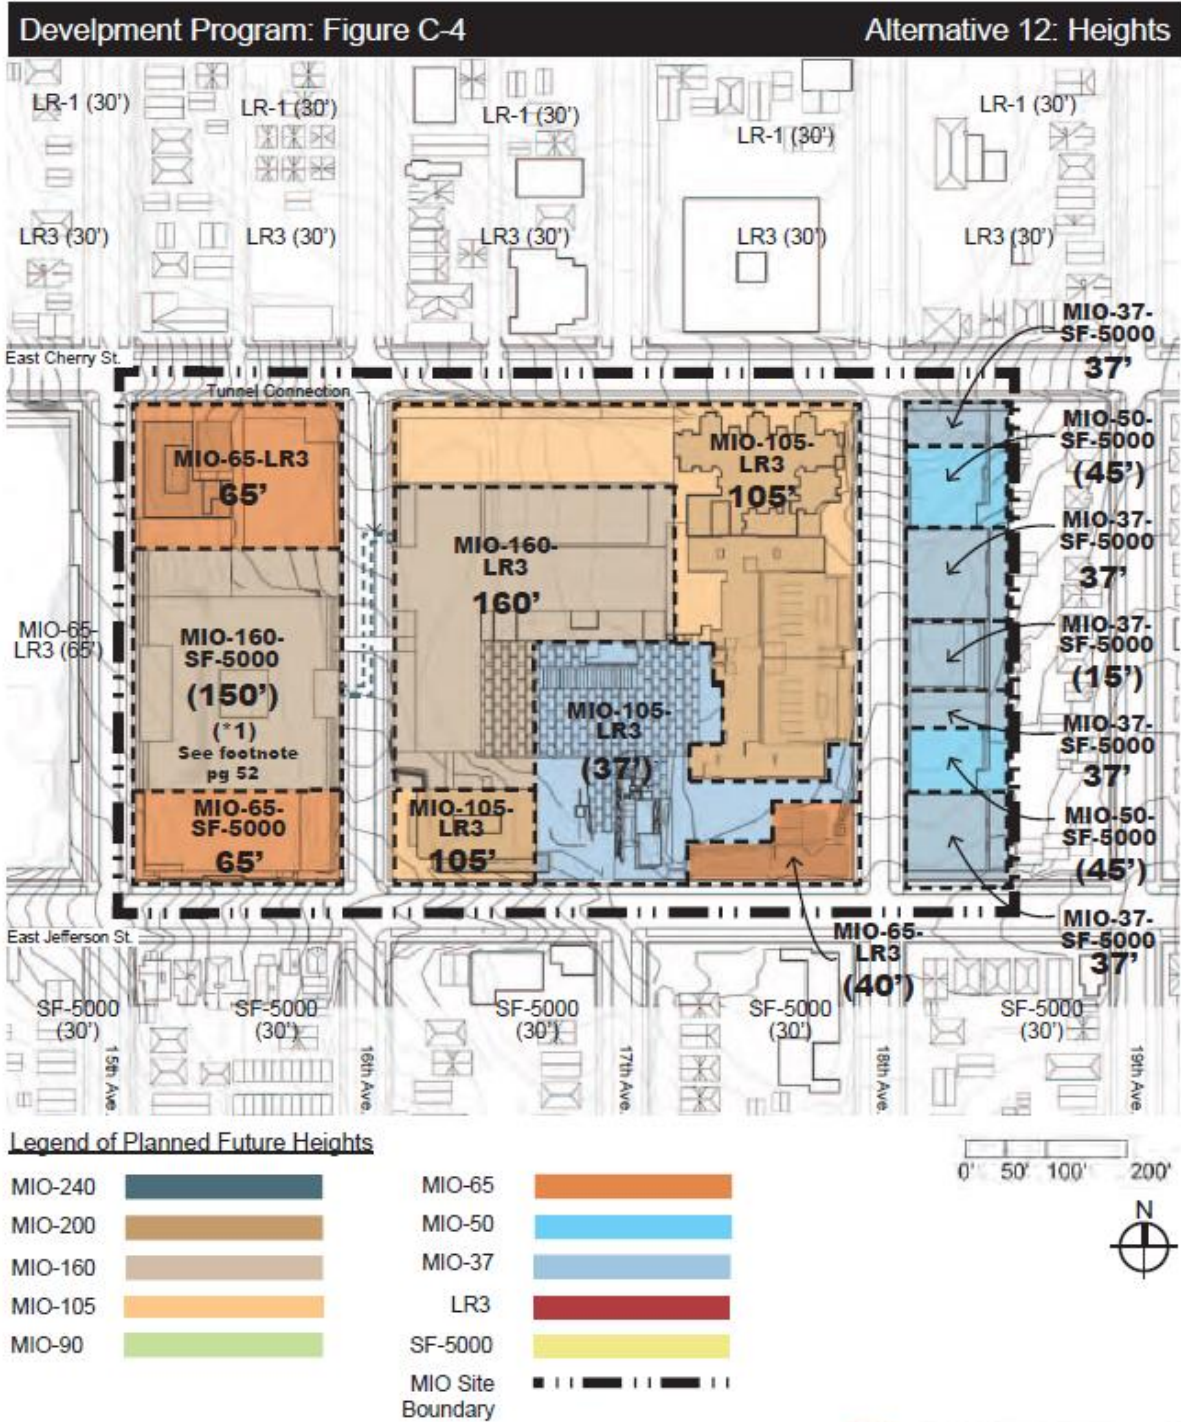 Develpment Program: Figure C-4
Alternative 12: Heights
LR-1 (30')
LR-1 (30')
LR-1 (30')
LR-1 (30')
LR-1 (30')
LR3 (30')
LR3 (30')
LR3 (30')
LR3 (30')
LR3 (30')
East Cherry St.
Tunnel Connection
MIO-65-
LR3 (65')
MIO-65-LR3
65'
MIO-160-
SF-5000
(150')
(*1)
See footnote
pg 52
MIO-65-
SF-5000
65'
MIO-160-
LR3
160'
MIO-105-
LR3
105'
MIO-105-
LR3
(37')
MIO-105-
LR3
105'
MIO-65-
LR3
(40')
MIO-37-
SF-5000
37'
MIO-50-
SF-5000
(45')
MIO-37-
SF-5000
37'
MIO-37-
SF-5000
(15')
MIO-37-
SF-5000
37'
MIO-50-
SF-5000
(45')
MIO-37-
SF-5000
37'
East Jefferson St.
SF-5000
(30')
SF-5000
(30')
SF-5000
(30')
SF-5000
(30')
SF-5000
(30')
15th Ave.
16th Ave.
17th Ave.
18th Ave.
19th Ave.
Legend of Planned Future Heights
MIO-240
MIO-200
MIO-160
MIO-105
MIO-90
MIO-65
MIO-50
MIO-37
LR3
SF-5000
MIO Site
Boundary
0' 50' 100' 200'
N